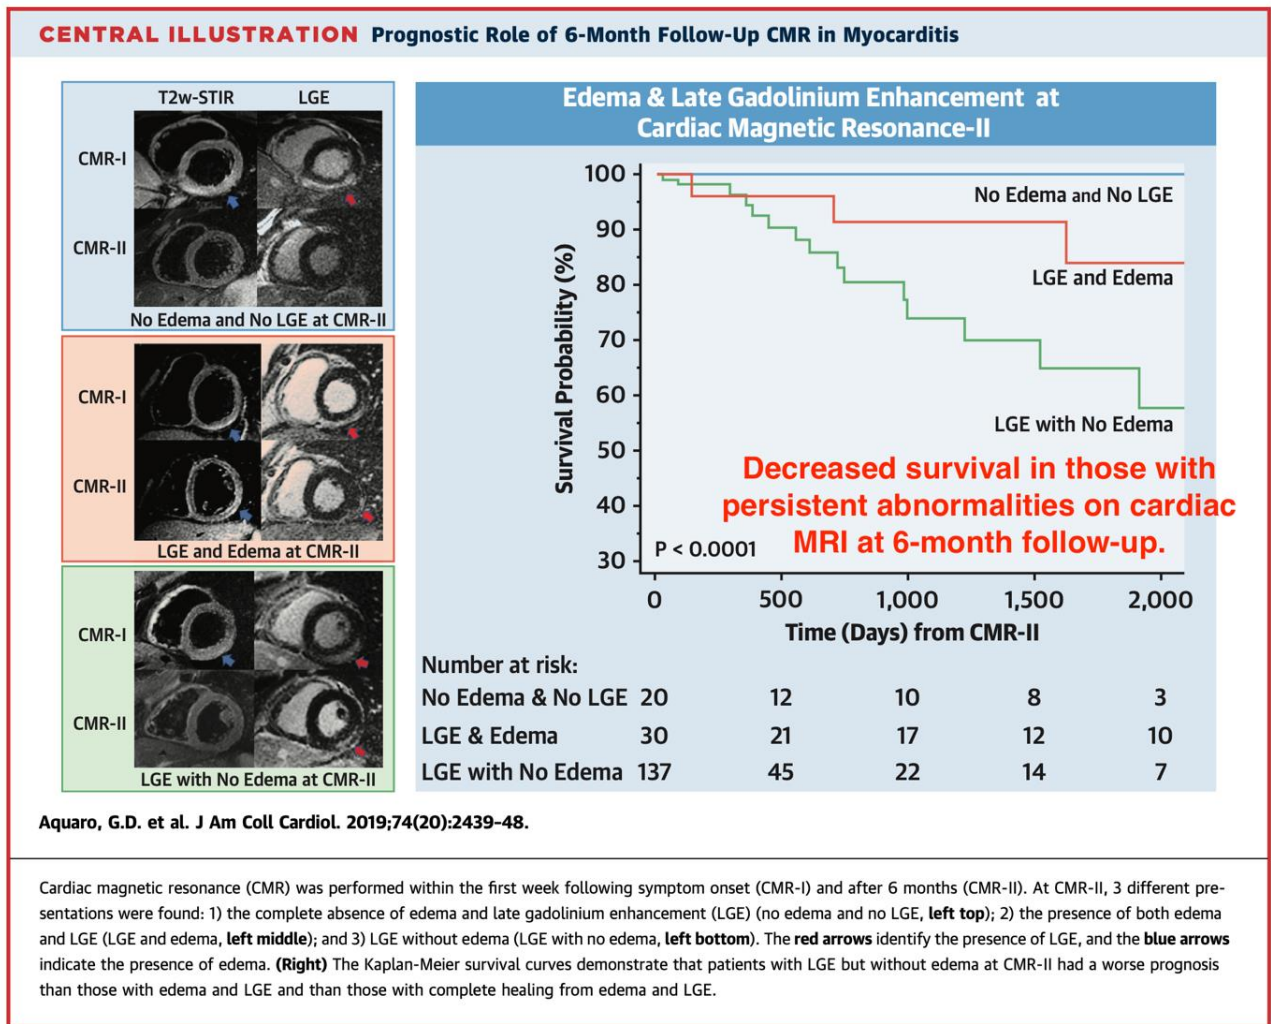 CENTRAL ILLUSTRATION Prognostic Role of 6-Month Follow-Up CMR in Myocarditis
T2w-STIR LGE
CMR-I
CMR-II
No Edema and No LGE at CMR-II
CMR-I
CMR-II
LGE and Edema at CMR-II
CMR-I
CMR-II
LGE with No Edema at CMR-II
Edema & Late Gadolinium Enhancement at
Cardiac Magnetic Resonance-II
Survival Probability (%)
100
90
80
70
60
50
40
30
No Edema and No LGE
LGE and Edema
LGE with No Edema
Decreased survival in those with
persistent abnormalities on cardiac
MRI at 6-month follow-up.
P < 0.0001
0 500 1,000 1,500 2,000
Time (Days) from CMR-II
Number at risk:
No Edema & No LGE 20 12 10 8 3
LGE & Edema 30 21 17 12 10
LGE with No Edema 137 45 22 14 7
Aquaro, G.D. et al. J Am Coll Cardiol. 2019;74(20):2439–48.
Cardiac magnetic resonance (CMR) was performed within the first week following symptom onset (CMR-I) and after 6 months (CMR-II). At CMR-II, 3 different pre-
sentations were found: 1) the complete absence of edema and late gadolinium enhancement (LGE) (no edema and no LGE, left top); 2) the presence of both edema
and LGE (LGE and edema, left middle); and 3) LGE without edema (LGE with no edema, left bottom). The red arrows identify the presence of LGE, and the blue arrows
indicate the presence of edema. (Right) The Kaplan-Meier survival curves demonstrate that patients with LGE but without edema at CMR-II had a worse prognosis
than those with edema and LGE and than those with complete healing from edema and LGE.